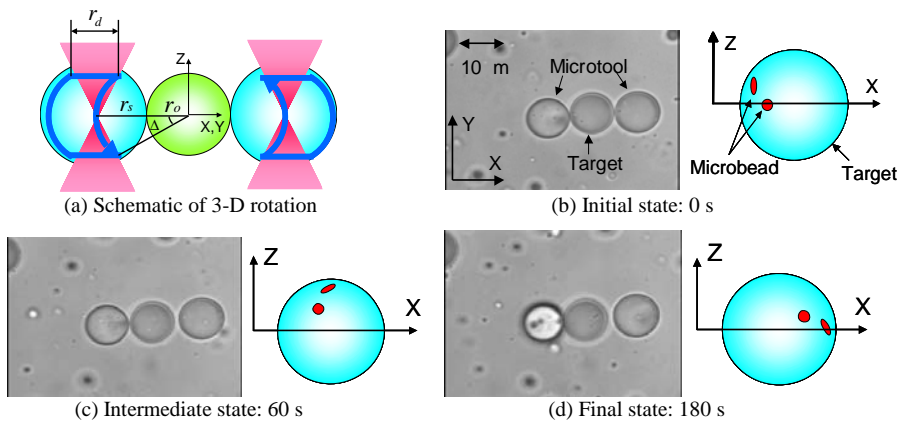 r_d
Z
r_s
r_o
Δ
X,Y
(a) Schematic of 3-D rotation
10 m
Microtool
Y
X
Target
Z
X
Microbead
Target
(b) Initial state: 0 s
Z
X
(c) Intermediate state: 60 s
Z
X
(d) Final state: 180 s